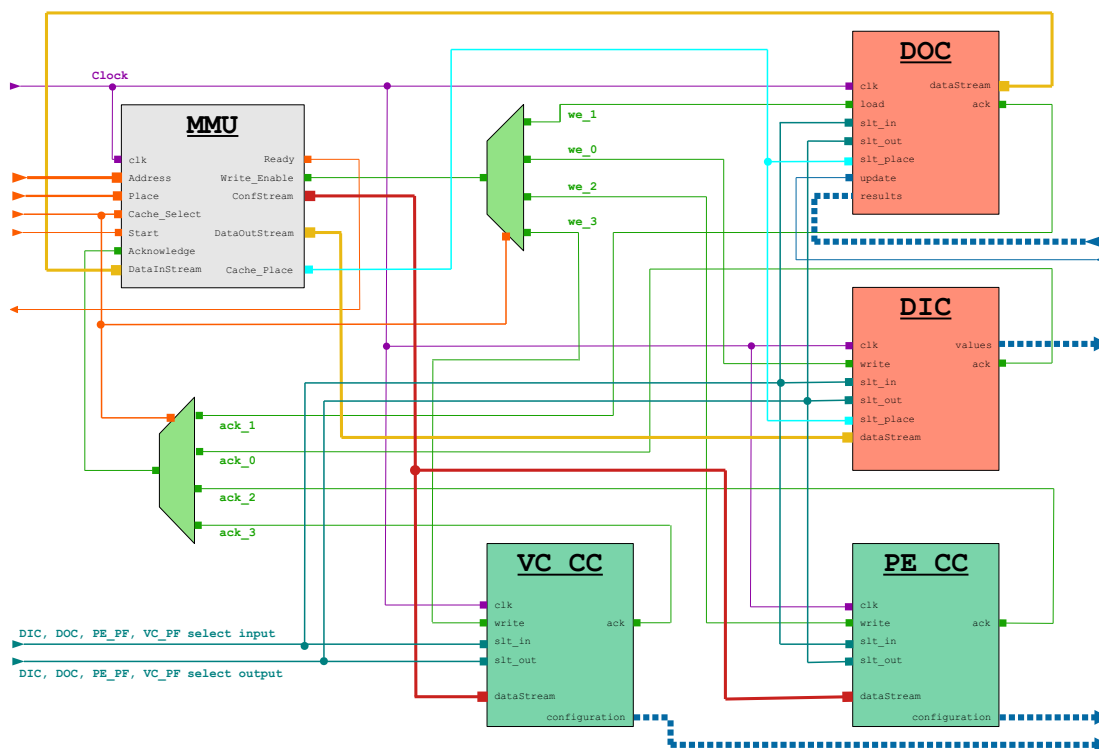 Clock
MMU
clk
Address
Place
Cache_Select
Start
Acknowledge
DataInStream
Ready
Write_Enable
ConfStream
DataOutStream
Cache_Place
we_1
we_0
we_2
we_3
DOC
clk
load
slt_in
slt_out
slt_place
update
results
dataStream
ack
DIC
clk
write
slt_in
slt_out
slt_place
dataStream
values
ack
ack_1
ack_0
ack_2
ack_3
DIC, DOC, PE_PF, VC_PF select input
DIC, DOC, PE_PF, VC_PF select output
VC CC
clk
write
slt_in
slt_out
dataStream
ack
configuration
PE CC
clk
write
slt_in
slt_out
dataStream
ack
configuration